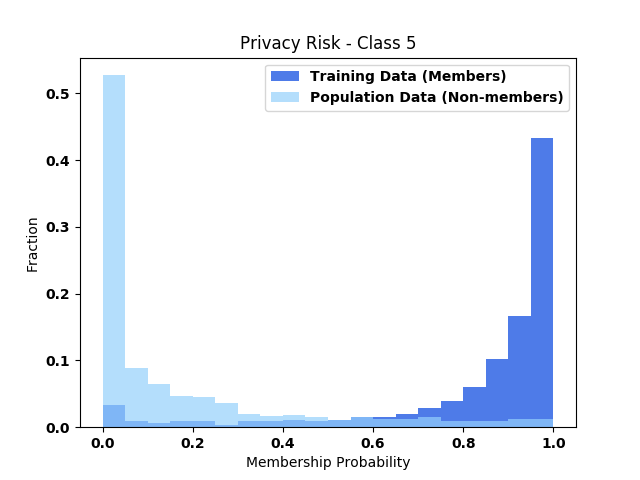 Privacy Risk - Class 5
Training Data (Members)
Population Data (Non-members)
0.5
0.4
0.3
0.2
0.1
0.0
Fraction
0.0 0.2 0.4 0.6 0.8 1.0
Membership Probability